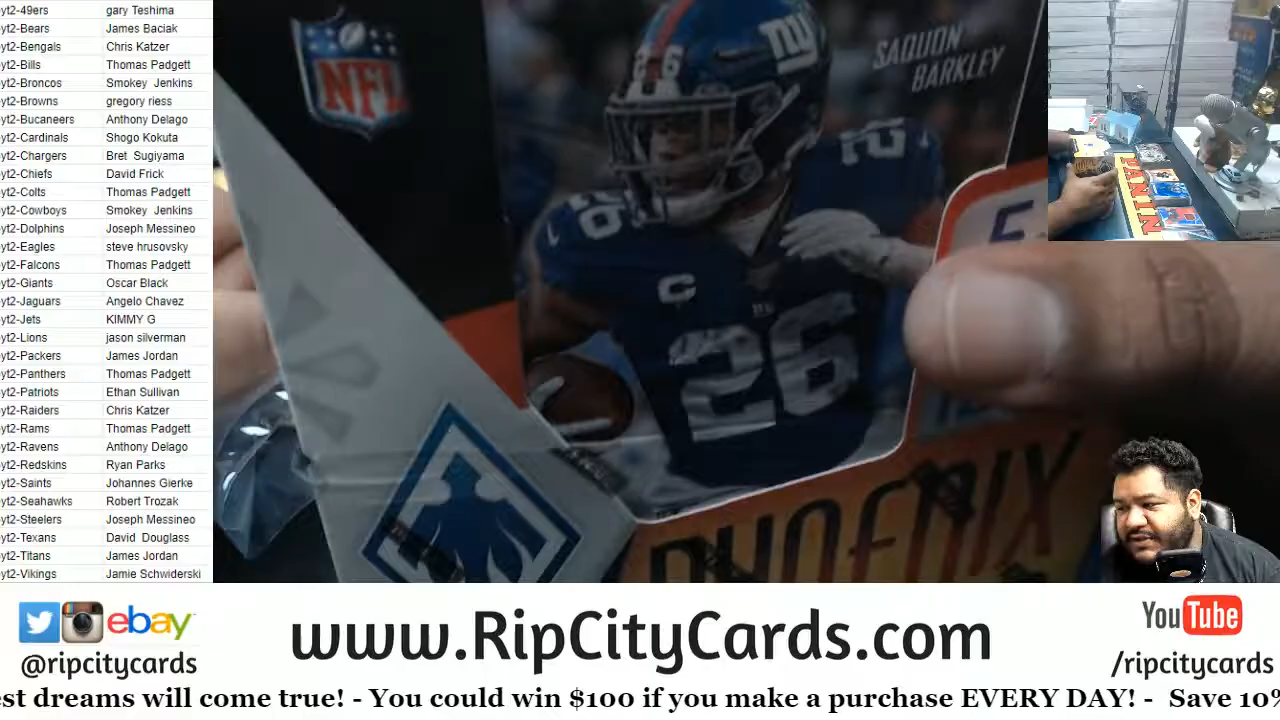 yt2-49ers gary Teshima
yt2-Bears James Baciak
yt2-Bengals Chris Katzer
yt2-Bills Thomas Padgett
yt2-Broncos Smokey Jenkins
yt2-Browns gregory riess
yt2-Bucaneers Anthony Delago
yt2-Cardinals Shogo Kokuta
yt2-Chargers Bret Sugiyama
yt2-Chiefs David Frick
yt2-Colts Thomas Padgett
yt2-Cowboys Smokey Jenkins
yt2-Dolphins Joseph Messineo
yt2-Eagles steve hrusovsky
yt2-Falcons Thomas Padgett
yt2-Giants Oscar Black
yt2-Jaguars Angelo Chavez
yt2-Jets KIMMY G
yt2-Lions jason silverman
yt2-Packers James Jordan
yt2-Panthers Thomas Padgett
yt2-Patriots Ethan Sullivan
yt2-Raiders Chris Katzer
yt2-Rams Thomas Padgett
yt2-Ravens Anthony Delago
yt2-Redskins Ryan Parks
yt2-Saints Johannes Gierke
yt2-Seahawks Robert Trozak
yt2-Steelers Joseph Messineo
yt2-Texans David Douglass
yt2-Titans James Jordan
yt2-Vikings Jamie Schwiderski
NFL
26
NY
SAQUON
BARKLEY
26
C
26
PHOENIX
PANINI
ebay
@ripcitycards
www.RipCityCards.com
YouTube
/ripcitycards
est dreams will come true! - You could win $100 if you make a purchase EVERY DAY! - Save 10%